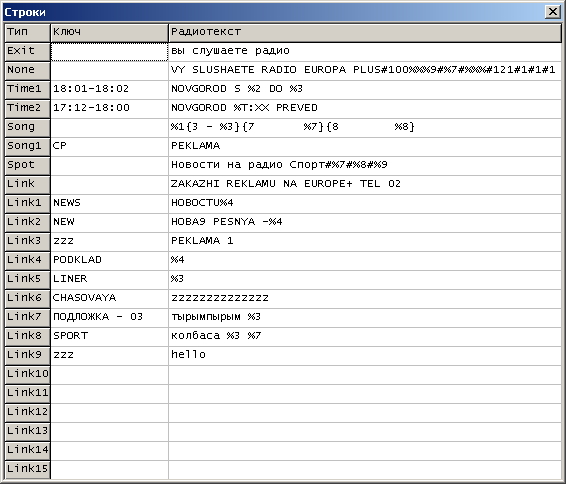 Строки
Тип Ключ Радиотекст
Exit вы слушаете радио
None VY SLUSHAETE RADIO EUROPA PLUS#100%%%9#%7#%%%#121#1#1#1
Time1 18:01-18:02 NOVGOROD S %2 DO %3
Time2 17:12-18:00 NOVGOROD %T:XX PREVED
Song %1{3 - %3}{7 %7}{8 %8}
Song1 CP PEKLAMA
Spot Новости на радио Спорт#%7#%8#%9
Link ZAKAZHI REKLAMU NA EUROPE+ TEL 02
Link1 NEWS HOBOCTU%4
Link2 NEW HOBA9 PESNYA -%4
Link3 zzz PEKLAMA 1
Link4 PODKLAD %4
Link5 LINER %3
Link6 CHASOVAYA zzzzzzzzzzzzzz
Link7 ПОДЛОЖКА - 03 тырымпырым %3
Link8 SPORT колбаса %3 %7
Link9 zzz hello
Link10
Link11
Link12
Link13
Link14
Link15